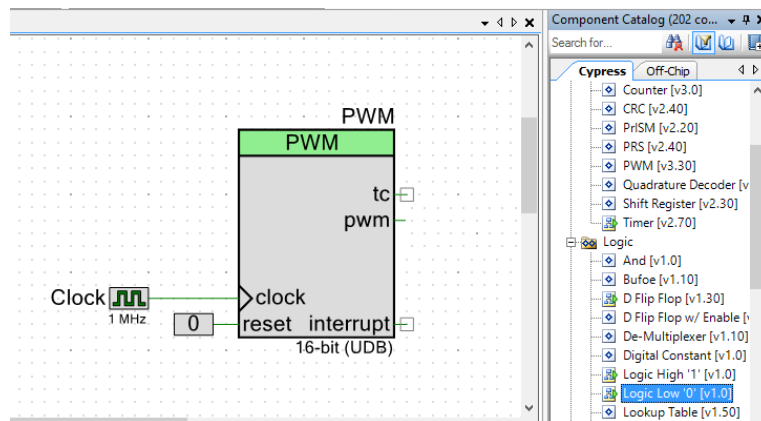 Component Catalog (202 co...
Search for...
Cypress
Off-Chip
Counter [v3.0]
CRC [v2.40]
PrISM [v2.20]
PRS [v2.40]
PWM [v3.30]
Quadrature Decoder [v
Shift Register [v2.30]
Timer [v2.70]
Logic
And [v1.0]
Bufoe [v1.10]
D Flip Flop [v1.30]
D Flip Flop w/ Enable [v
De-Multiplexer [v1.10]
Digital Constant [v1.0]
Logic High '1' [v1.0]
Logic Low '0' [v1.0]
Lookup Table [v1.50]
PWM
PWM
tc
pwm
Clock
1 MHz
clock
0
reset interrupt
16-bit (UDB)